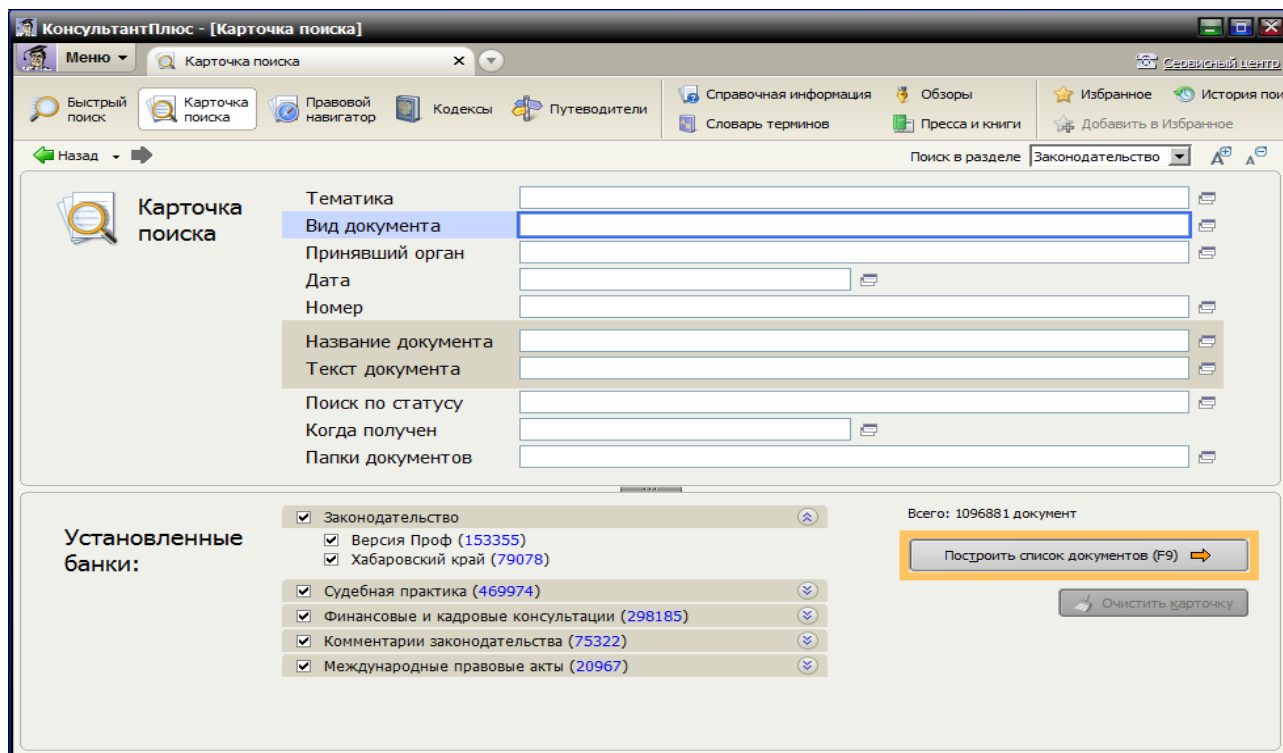 КонсультантПлюс - [Карточка поиска]
Меню
Карточка поиска
Сервисный центр
Быстрый поиск
Карточка поиска
Правовой навигатор
Кодексы
Путеводители
Справочная информация
Словарь терминов
Обзоры
Пресса и книги
Избранное
История пои
Добавить в Избранное
Назад
Поиск в разделе Законодательство
Карточка поиска
Тематика
Вид документа
Принявший орган
Дата
Номер
Название документа
Текст документа
Поиск по статусу
Когда получен
Папки документов
Установленные банки:
Законодательство
Версия Проф (153355)
Хабаровский край (79078)
Судебная практика (469974)
Финансовые и кадровые консультации (298185)
Комментарии законодательства (75322)
Международные правовые акты (20967)
Всего: 1096881 документ
Построить список документов (F9)
Очистить карточку